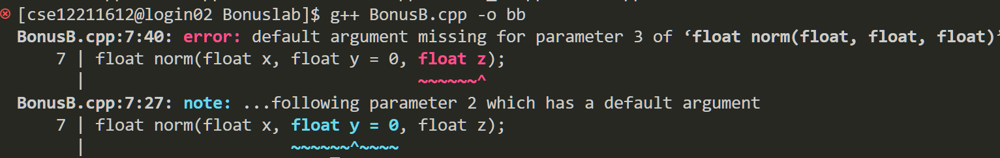 [cse12211612@login02 Bonuslab]$ g++ BonusB.cpp -o bb
BonusB.cpp:7:40: error: default argument missing for parameter 3 of ‘float norm(float, float, float)’
7 | float norm(float x, float y = 0, float z);
| ~~~~~~^
BonusB.cpp:7:27: note: ...following parameter 2 which has a default argument
7 | float norm(float x, float y = 0, float z);
| ~~~~~~^~~~~